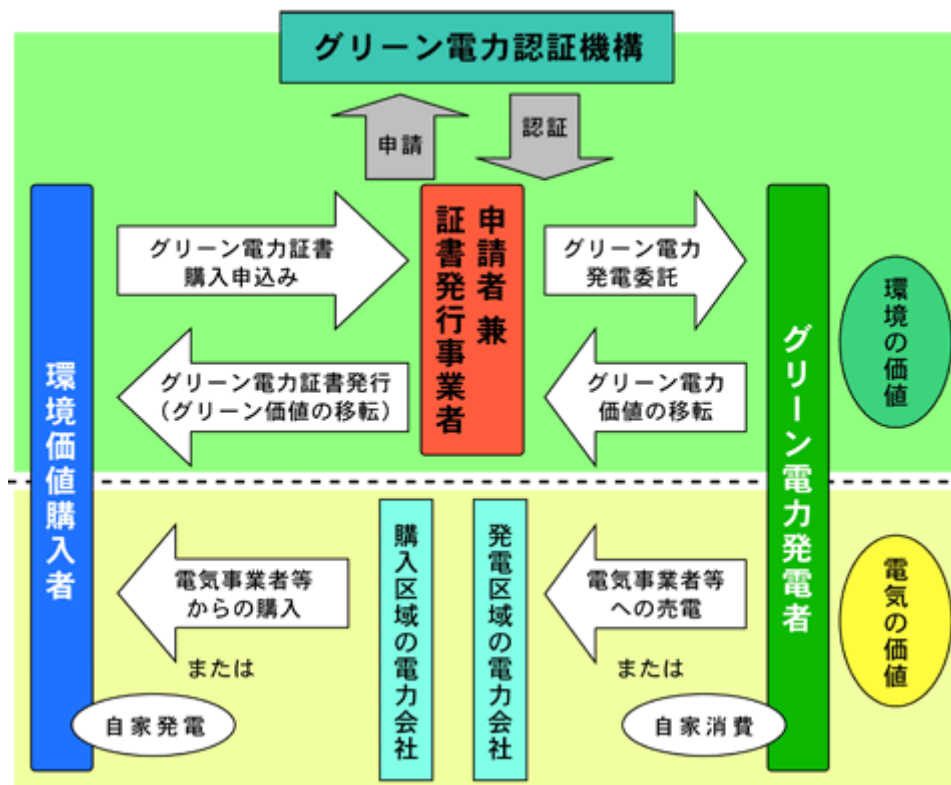 グリーン電力認証機構
申請
認証
申請者 兼
証書発行事業者
グリーン電力証書
購入申込み
グリーン電力
発電委託
グリーン電力証書発行
(グリーン価値の移転)
グリーン電力
価値の移転
環境価値購入者
グリーン電力発電者
環境の価値
電気事業者等
からの購入
または
自家発電
購入区域の電力会社
発電区域の電力会社
電気事業者等
への売電
または
自家消費
電気の価値